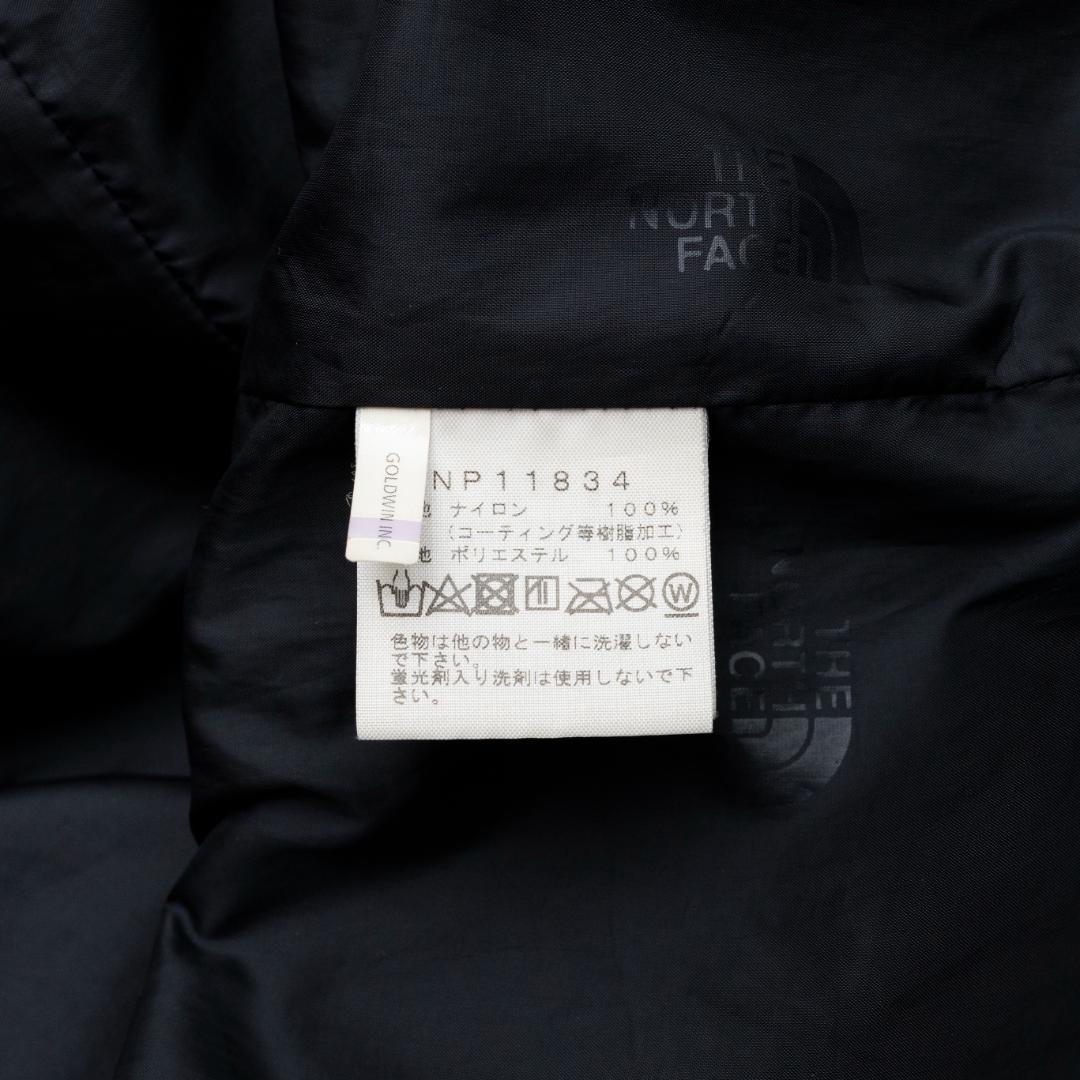 THE
NORTH
FACE
GOLDWIN INC
NP11834
地 ナイロン 100%
(コーティング等樹脂加工)
地 ポリエステル 100%
W
色物は他の物と一緒に洗濯しない
で下さい。
蛍光剤入り洗剤は使用しないで下
さい。
THE
NORTH
FACE